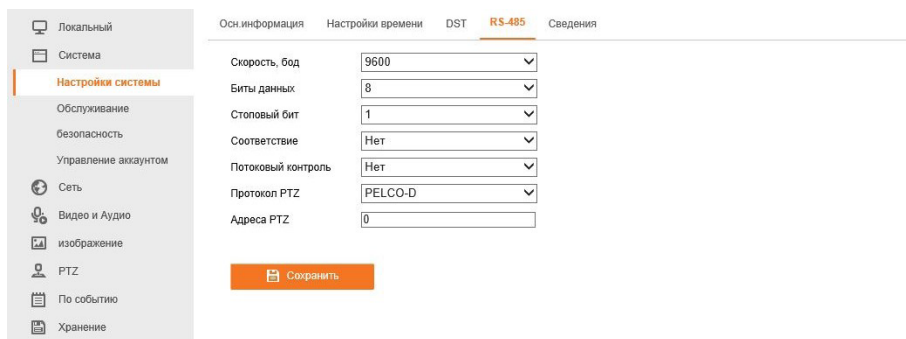 Локальный
Система
Настройки системы
Обслуживание
безопасность
Управление аккаунтом
Сеть
Видео и Аудио
изображение
PTZ
По событию
Хранение
Осн.информация Настройки времени DST RS-485 Сведения
Скорость, бод 9600
Биты данных 8
Стоповый бит 1
Соответствие Нет
Потоковый контроль Нет
Протокол PTZ PELCO-D
Адреса PTZ 0
Сохранить